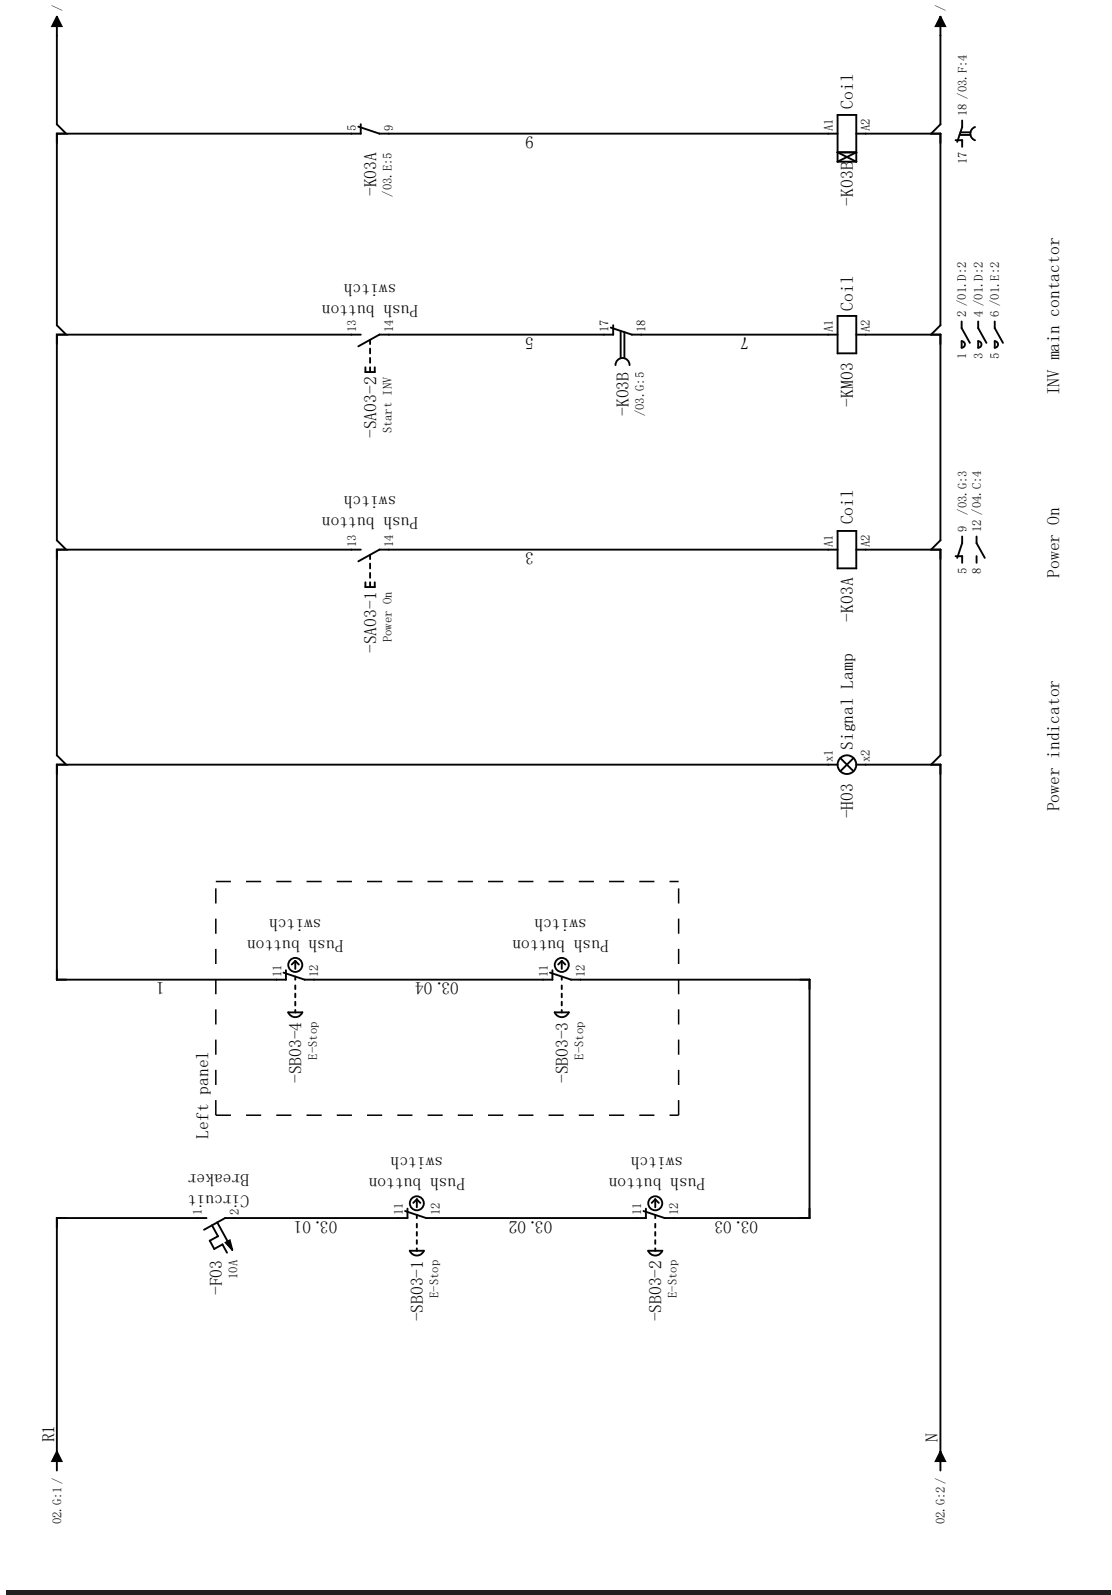 02.G:1 /
R1
-F03
10A
1
2
Circuit
Breaker
03.01
-SB03-1
E-Stop
11
12
Push button
switch
03.02
-SB03-2
E-Stop
11
12
Push button
switch
03.03
Left panel
1
-SB03-4
E-Stop
11
12
Push button
switch
03.04
-SB03-3
E-Stop
11
12
Push button
switch
-H03
x1
x2
Signal Lamp
-SA03-1
Power On
13
14
Push button
switch
3
-K03A
A1
A2
Coil
-SA03-2
Start INV
13
14
Push button
switch
5
-K03B
/03.G:5
17
18
7
-KM03
A1
A2
Coil
-K03A
/03.E:5
5
9
9
-K03B
A1
A2
Coil
/
/
02.G:2 /
N
5 9 /03.G:3
8 12 /04.C:4
1 2 /01.D:2
3 4 /01.D:2
5 6 /01.E:2
17 18 /03.F:4
Power indicator
Power On
INV main contactor